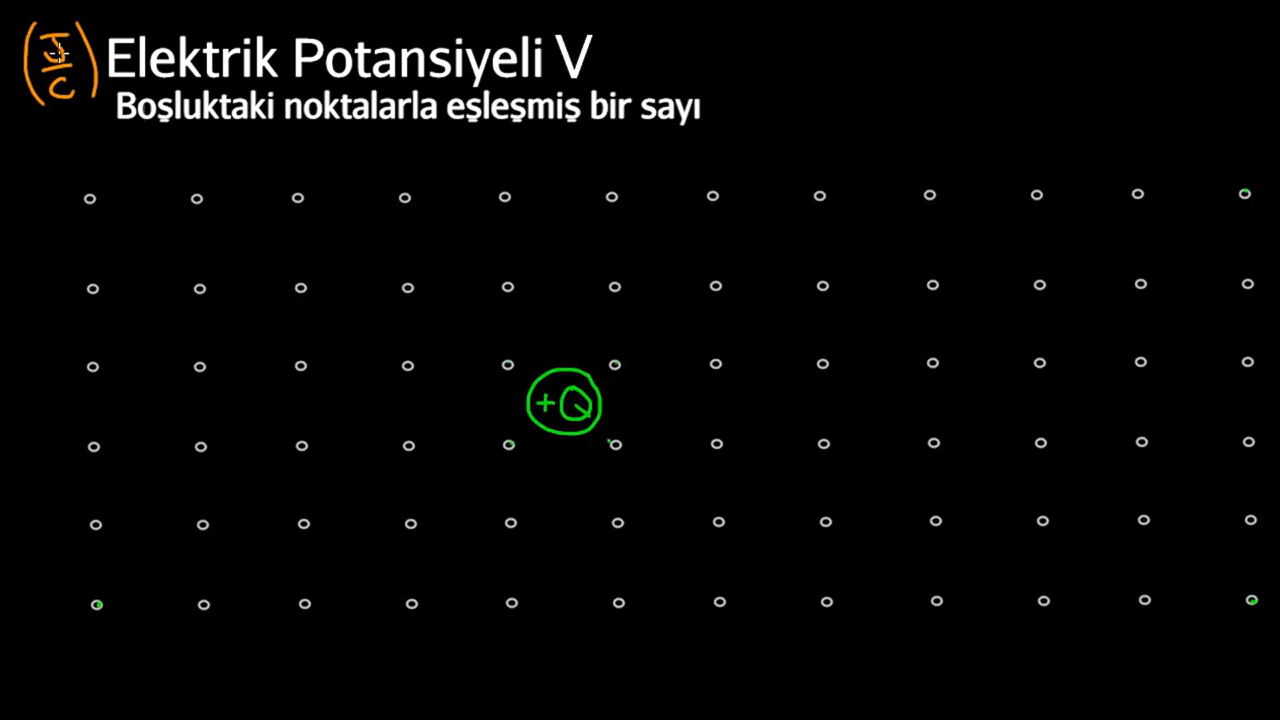 (J/C) Elektrik Potansiyeli V
Boşluktaki noktalarla eşleşmiş bir sayı
+Q